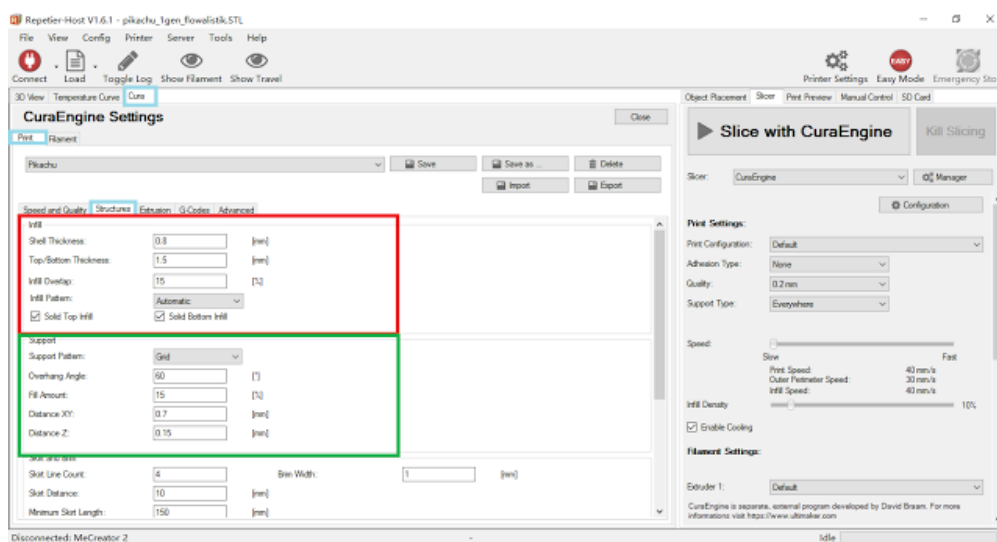 Repetier-Host V1.6.1 - pikachu_1gen_flowalistik.STL
File View Config Printer Server Tools Help
Connect Load Toggle Log Show Filament Show Travel Printer Settings Easy Mode Emergency Sto
EASY
3D View Temperature Curve Cura
Object Placement Slicer Print Preview Manual Control SD Card
CuraEngine Settings Close
Print Filament
Slice with CuraEngine Kill Slicing
Pikachu Save Save as ... Delete
Import Export
Slicer: CuraEngine Manager
Configuration
Speed and Quality Structures Extrusion G-Codes Advanced
Infill
Shell Thickness: 0.8 [mm]
Top/Bottom Thickness: 1.5 [mm]
Infill Overlap: 15 [%]
Infill Pattern: Automatic
Solid Top Infill Solid Bottom Infill
Support
Support Pattern: Grid
Overhang Angle: 60 [°]
Fill Amount: 15 [%]
Distance XY: 0.7 [mm]
Distance Z: 0.15 [mm]
Skirt and Brim
Skirt Line Count: 4 Brim Width: 1 [mm]
Skirt Distance: 10 [mm]
Minimum Skirt Length: 150 [mm]
Print Settings:
Print Configuration: Default
Adhesion Type: None
Quality: 0.2 mm
Support Type: Everywhere
Speed:
Slow Fast
Print Speed: 40 mm/s
Outer Perimeter Speed: 30 mm/s
Infill Speed: 40 mm/s
Infill Density 10%
Enable Cooling
Filament Settings:
Extruder 1: Default
CuraEngine is separate, external program developed by David Braam. For more
informations visit https://www.ultimaker.com
Disconnected: MeCreator 2 - Idle